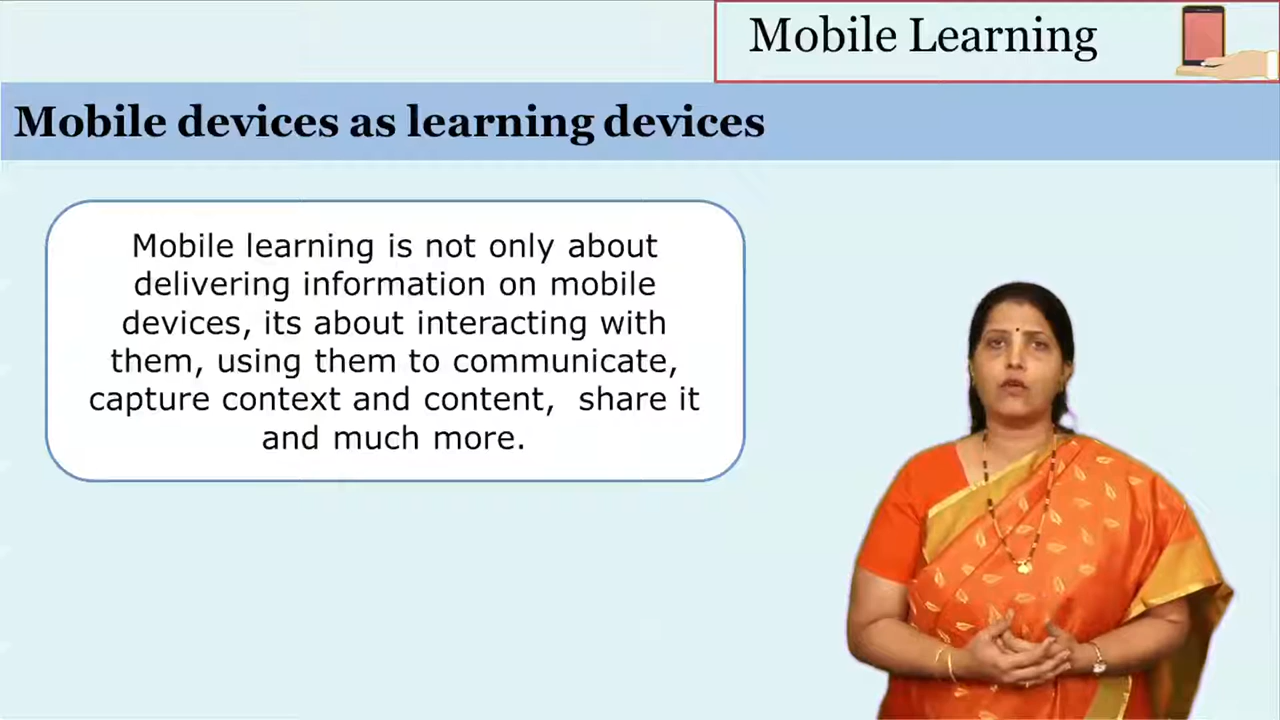 Mobile Learning
Mobile devices as learning devices
Mobile learning is not only about
delivering information on mobile
devices, its about interacting with
them, using them to communicate,
capture context and content,  share it
and much more.